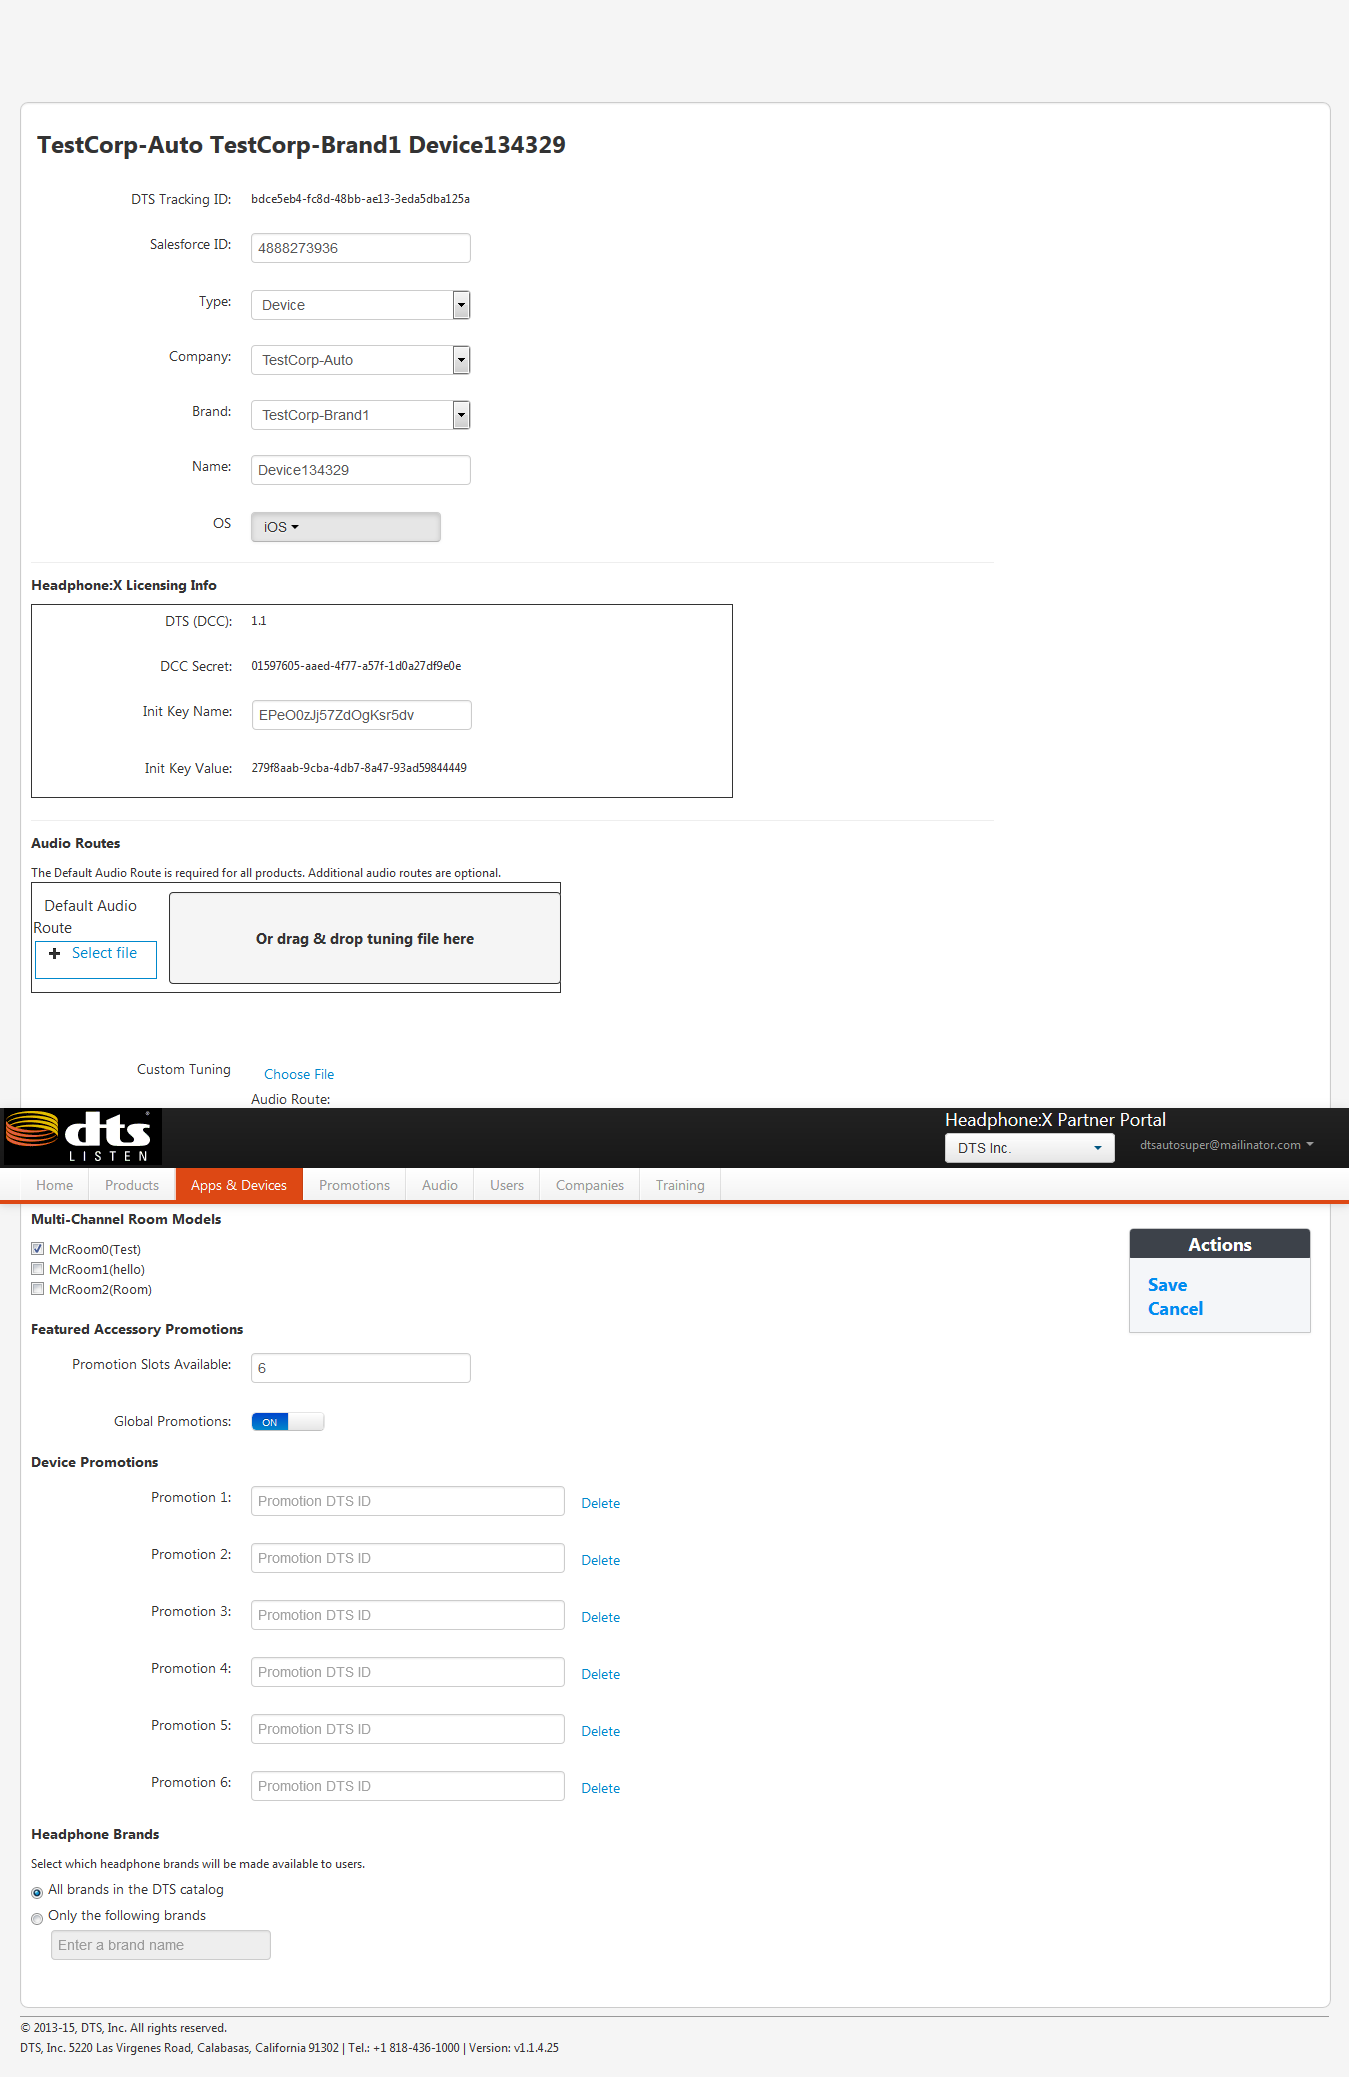 TestCorp-Auto TestCorp-Brand1 Device134329
DTS Tracking ID: bdce5eb4-fc8d-48bb-ae13-3eda5dba125a
Salesforce ID: 4888273936
Type: Device
Company: TestCorp-Auto
Brand: TestCorp-Brand1
Name: Device134329
OS iOS
Headphone:X Licensing Info
DTS (DCC): 1.1
DCC Secret: 01597605-aaed-4f77-a57f-1d0a27df9e0e
Init Key Name: EPeO0zJj57ZdOgKsr5dv
Init Key Value: 279f8aab-9cba-4db7-8a47-93ad59844449
Audio Routes
The Default Audio Route is required for all products. Additional audio routes are optional.
Default Audio
Route
Select file
Or drag & drop tuning file here
Custom Tuning Choose File
Audio Route:
dts
LISTEN
Headphone:X Partner Portal
DTS Inc. dtsautosuper@mailinator.com
Home Products Apps & Devices Promotions Audio Users Companies Training
Multi-Channel Room Models
McRoom0(Test)
McRoom1(hello)
McRoom2(Room)
Actions
Save
Cancel
Featured Accessory Promotions
Promotion Slots Available: 6
Global Promotions: ON
Device Promotions
Promotion 1: Promotion DTS ID Delete
Promotion 2: Promotion DTS ID Delete
Promotion 3: Promotion DTS ID Delete
Promotion 4: Promotion DTS ID Delete
Promotion 5: Promotion DTS ID Delete
Promotion 6: Promotion DTS ID Delete
Headphone Brands
Select which headphone brands will be made available to users.
All brands in the DTS catalog
Only the following brands
Enter a brand name
© 2013-15, DTS, Inc. All rights reserved.
DTS, Inc. 5220 Las Virgenes Road, Calabasas, California 91302 | Tel.: +1 818-436-1000 | Version: v1.1.4.25